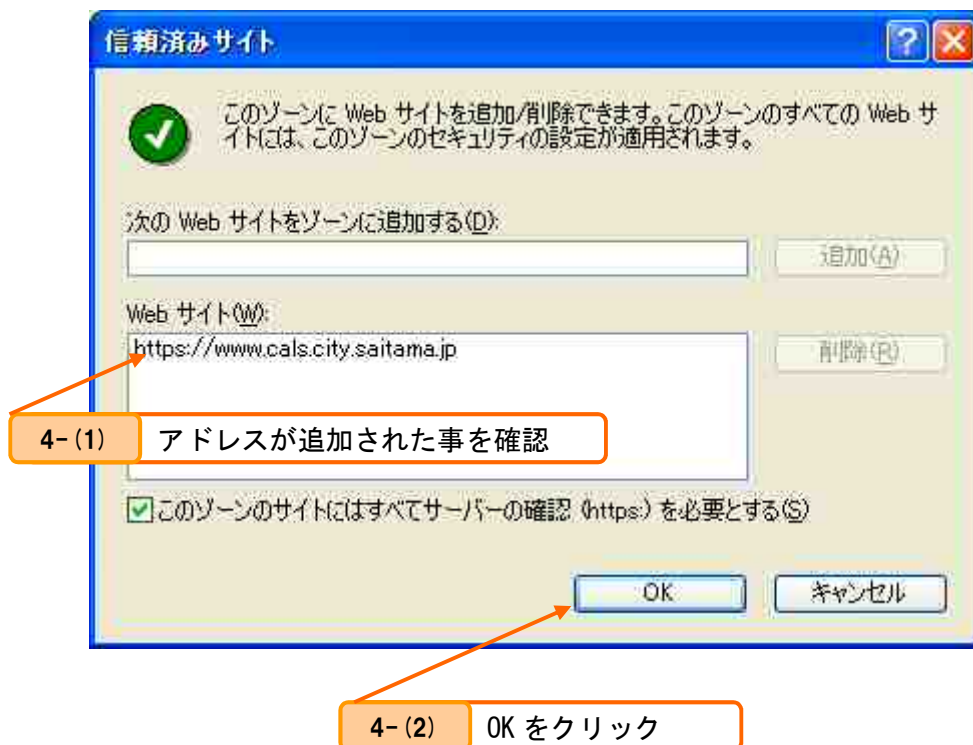 信頼済みサイト
このゾーンに Web サイトを追加/削除できます。このゾーンのすべての Web サ
イトには、このゾーンのセキュリティの設定が適用されます。
次の Web サイトをゾーンに追加する(D):
追加(A)
Web サイト(W):
https://www.cals.city.saitama.jp
削除(R)
4-(1) アドレスが追加された事を確認
このゾーンのサイトにはすべてサーバーの確認 (https:) を必要とする(S)
OK
キャンセル
4-(2) OK をクリック